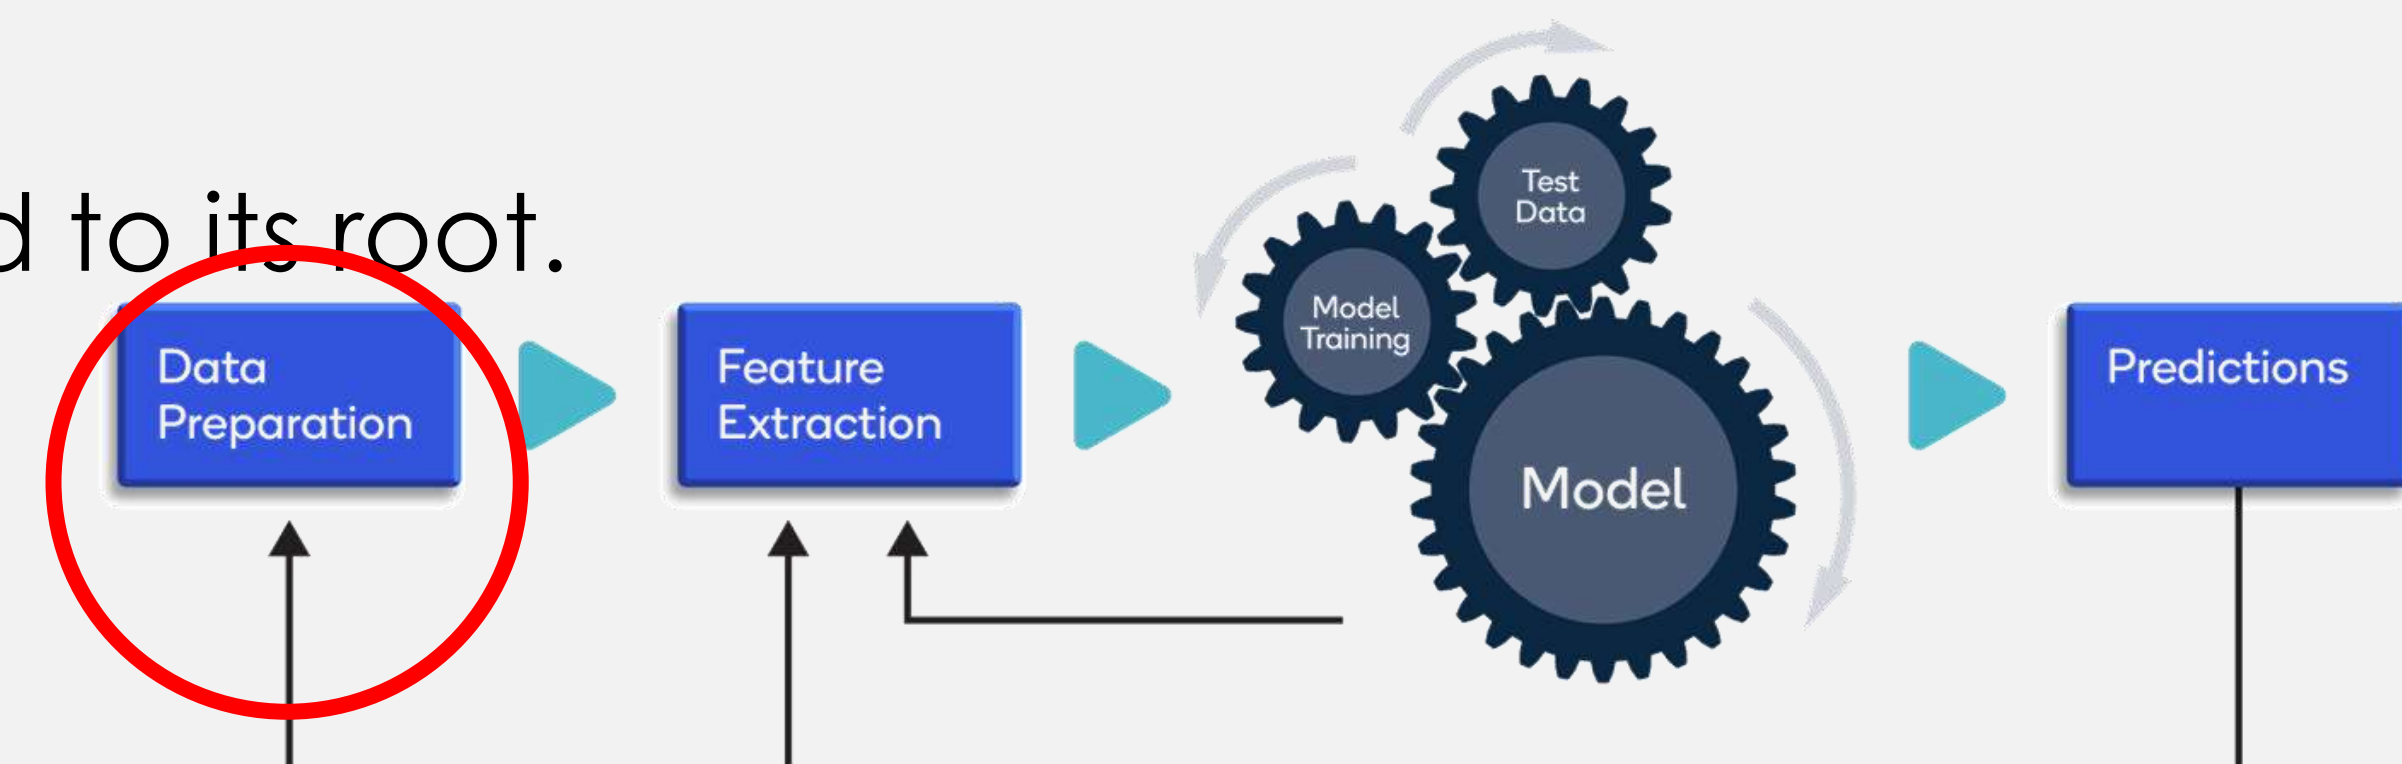 d to its root.
Data
Preparation
Feature
Extraction
Test
Data
Model
Training
Model
Predictions